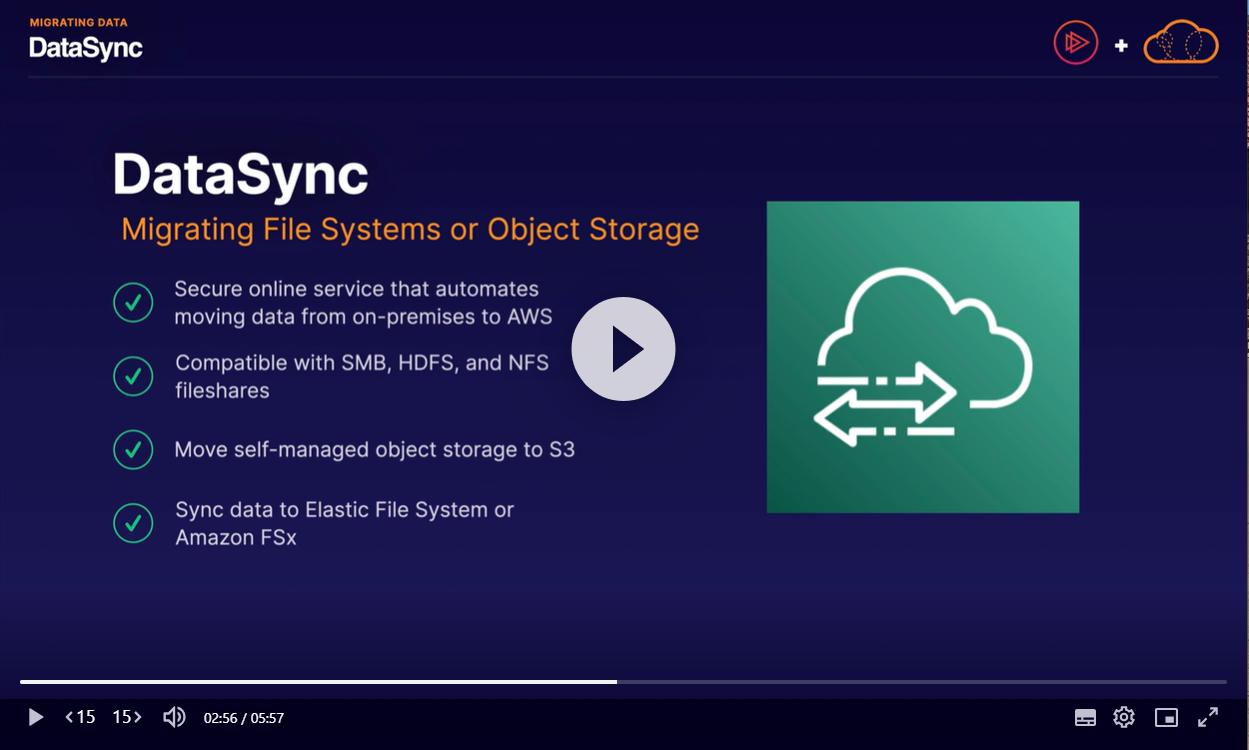 MIGRATING DATA
DataSync
DataSync
Migrating File Systems or Object Storage
Secure online service that automates
moving data from on-premises to AWS
Compatible with SMB, HDFS, and NFS
fileshares
Move self-managed object storage to S3
Sync data to Elastic File System or
Amazon FSx
15 15 02:56 / 05:57